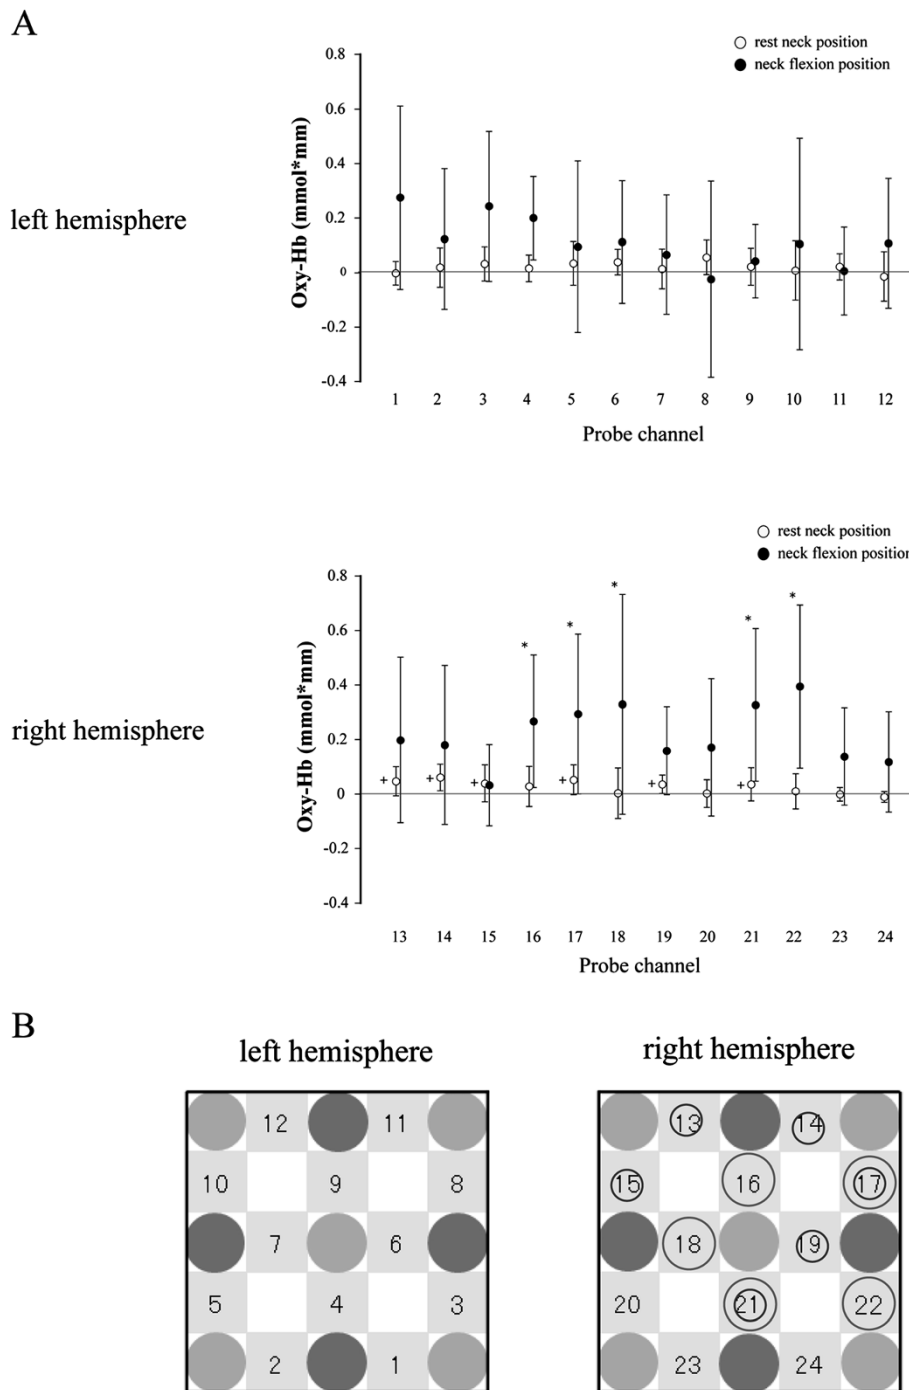 A
rest neck position
neck flexion position
0.8
0.6
0.4
0.2
0
-0.2
-0.4
Oxy-Hb (mmol*mm)
left hemisphere
1 2 3 4 5 6 7 8 9 10 11 12
Probe channel
rest neck position
neck flexion position
0.8
0.6
0.4
0.2
0
-0.2
-0.4
Oxy-Hb (mmol*mm)
right hemisphere
* * * * *
+ + + + + +
13 14 15 16 17 18 19 20 21 22 23 24
Probe channel
B
left hemisphere
12 11
10 9 8
7 6
5 4 3
2 1
right hemisphere
13 14
15 16 17
18 19
20 21 22
23 24